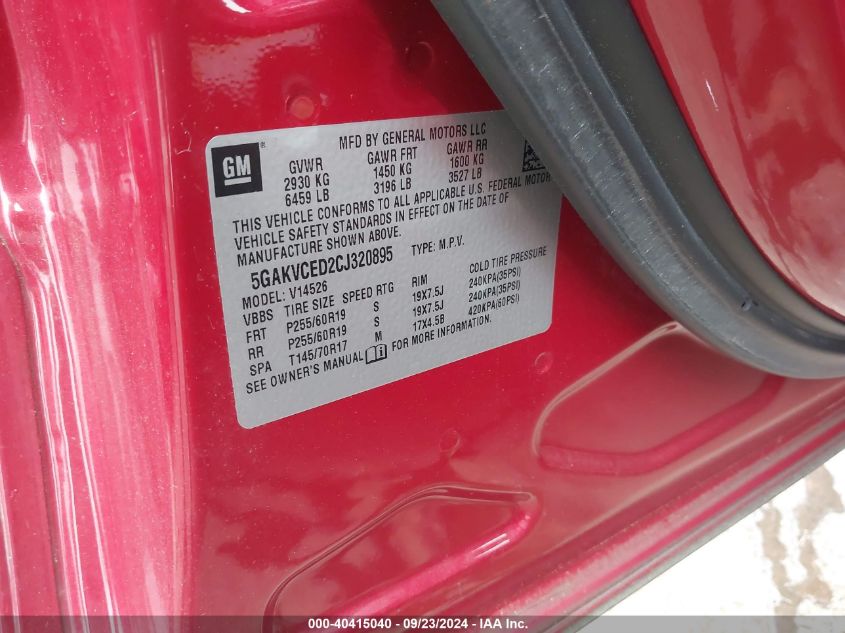 MFD BY GENERAL MOTORS LLC
GM®
GVWR GAWR FRT GAWR RR
2930 KG 1450 KG 1600 KG
6459 LB 3196 LB 3527 LB
THIS VEHICLE CONFORMS TO ALL APPLICABLE U.S. FEDERAL MOTOR
VEHICLE SAFETY STANDARDS IN EFFECT ON THE DATE OF
MANUFACTURE SHOWN ABOVE.
5GAKVCED2CJ320895 TYPE: M.P.V.
MODEL: V14526
VBBS TIRE SIZE SPEED RTG RIM COLD TIRE PRESSURE
FRT P255/60R19 S 19X7.5J 240KPA(35PSI)
RR P255/60R19 S 19X7.5J 240KPA(35PSI)
SPA T145/70R17 M 17X4.5B 420KPA(60PSI)
SEE OWNER'S MANUAL FOR MORE INFORMATION.
000-40415040 - 09/23/2024 - IAA Inc.